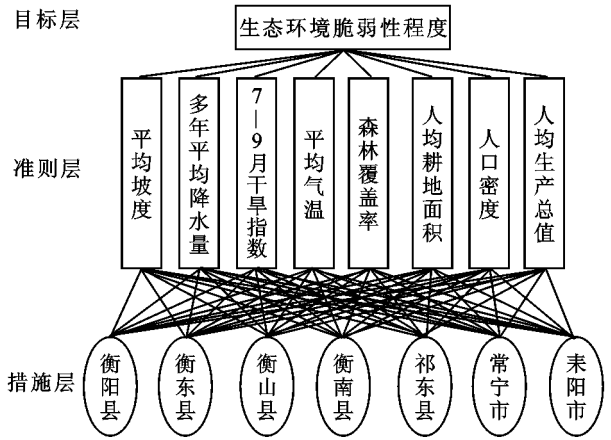 目标层
生态环境脆弱性程度
准则层
平均坡度
多年平均降水量
7—9月干旱指数
平均气温
森林覆盖率
人均耕地面积
人口密度
人均生产总值
措施层
衡阳县
衡东县
衡山县
衡南县
祁东县
常宁市
耒阳市